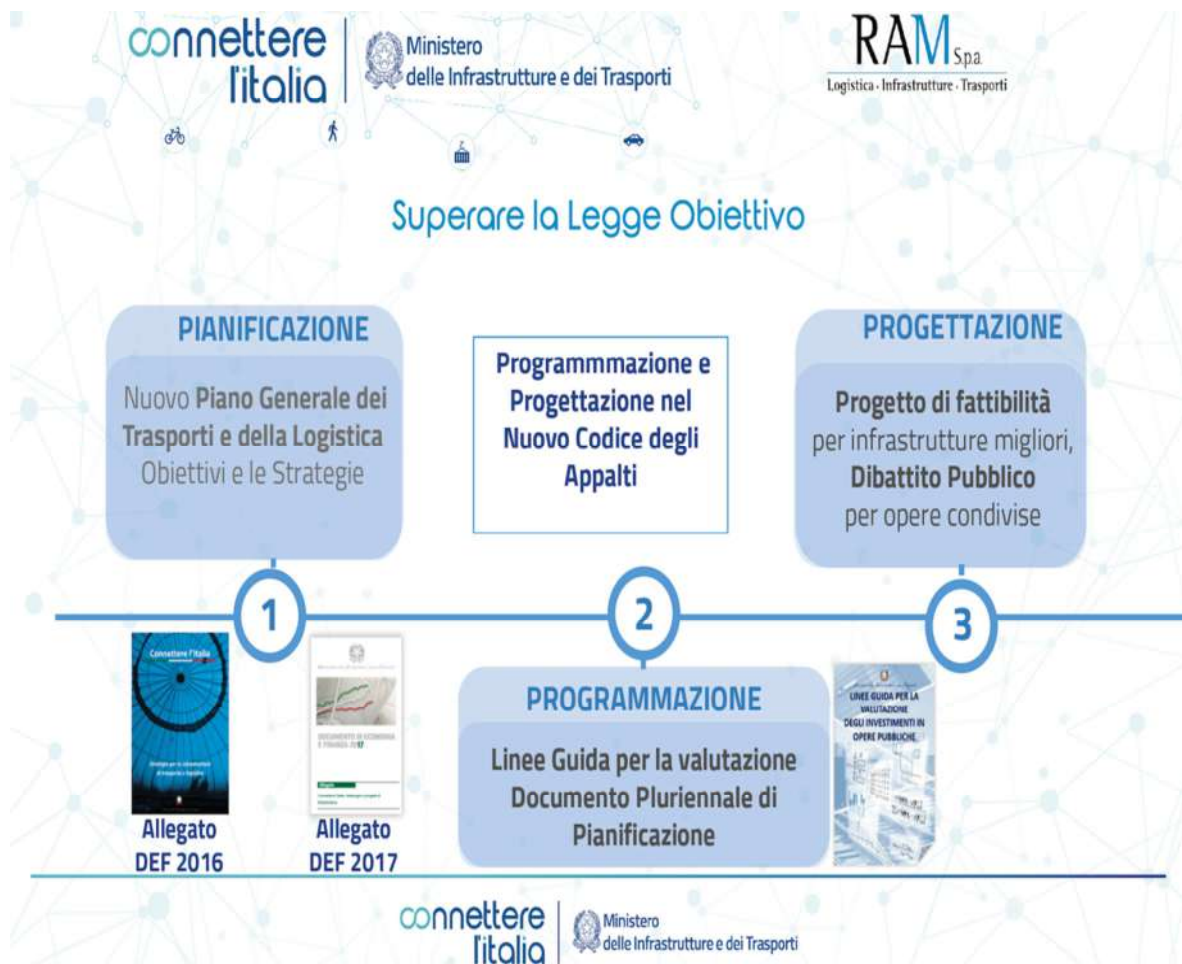 connettere
l'italia
Ministero
delle Infrastrutture e dei Trasporti
RAM S.p.a.
Logistica - Infrastrutture - Trasporti
Superare la Legge Obiettivo
PIANIFICAZIONE
Nuovo Piano Generale dei
Trasporti e della Logistica
Obiettivi e le Strategie
Programmmazione e
Progettazione nel
Nuovo Codice degli
Appalti
PROGETTAZIONE
Progetto di fattibilità
per infrastrutture migliori,
Dibattito Pubblico
per opere condivise
1
2
3
Connettere l'Italia
DOCUMENTO DI ECONOMIA
E FINANZA 2017
Allegato
DEF 2016
Allegato
DEF 2017
PROGRAMMAZIONE
Linee Guida per la valutazione
Documento Pluriennale di
Pianificazione
LINEE GUIDA PER LA
VALUTAZIONE
DEGLI INVESTIMENTI IN
OPERE PUBBLICHE
connettere
l'italia
Ministero
delle Infrastrutture e dei Trasporti